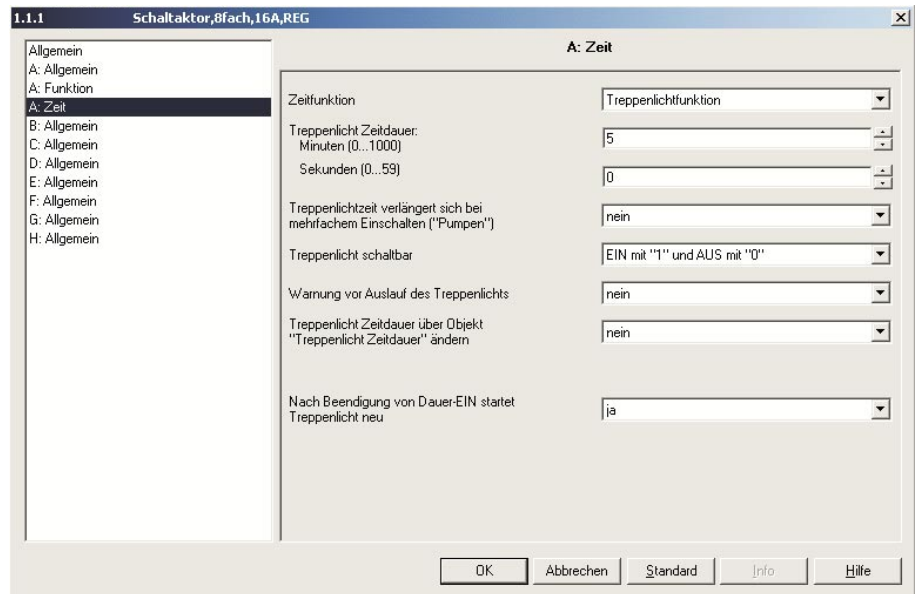 1.1.1 Schaltaktor,8fach,16A,REG
Allgemein
A: Allgemein
A: Funktion
A: Zeit
B: Allgemein
C: Allgemein
D: Allgemein
E: Allgemein
F: Allgemein
G: Allgemein
H: Allgemein
A: Zeit
Zeitfunktion
Treppenlichtfunktion
Treppenlicht Zeitdauer:
Minuten (0...1000)
5
Sekunden (0...59)
0
Treppenlichtzeit verlängert sich bei
mehrfachem Einschalten ("Pumpen")
nein
Treppenlicht schaltbar
EIN mit "1" und AUS mit "0"
Warnung vor Auslauf des Treppenlichts
nein
Treppenlicht Zeitdauer über Objekt
"Treppenlicht Zeitdauer" ändern
nein
Nach Beendigung von Dauer-EIN startet
Treppenlicht neu
ja
OK
Abbrechen
Standard
Info
Hilfe